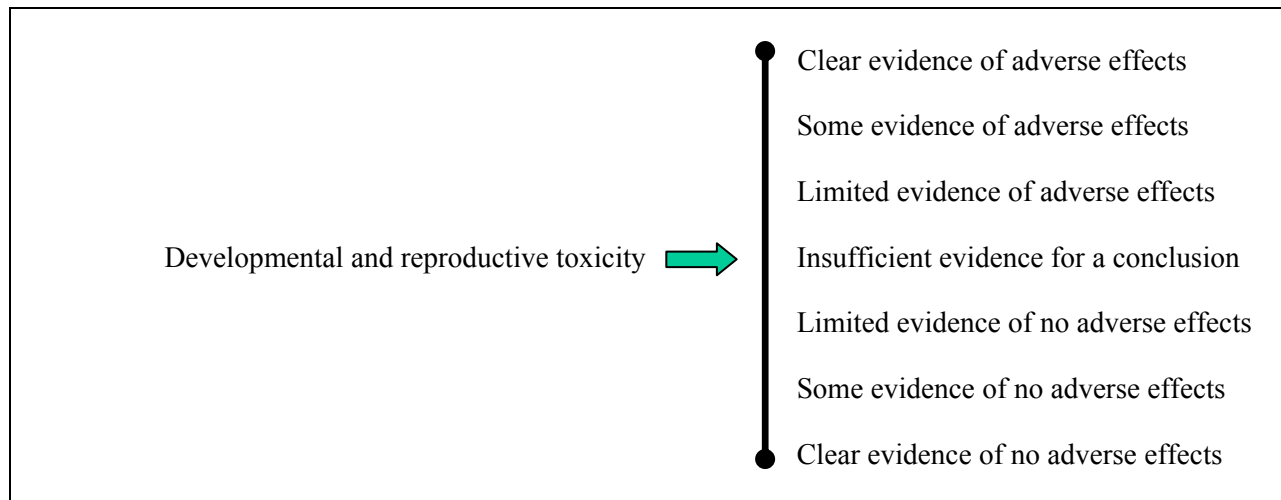 Clear evidence of adverse effects
Some evidence of adverse effects
Limited evidence of adverse effects
Developmental and reproductive toxicity
Insufficient evidence for a conclusion
Limited evidence of no adverse effects
Some evidence of no adverse effects
Clear evidence of no adverse effects